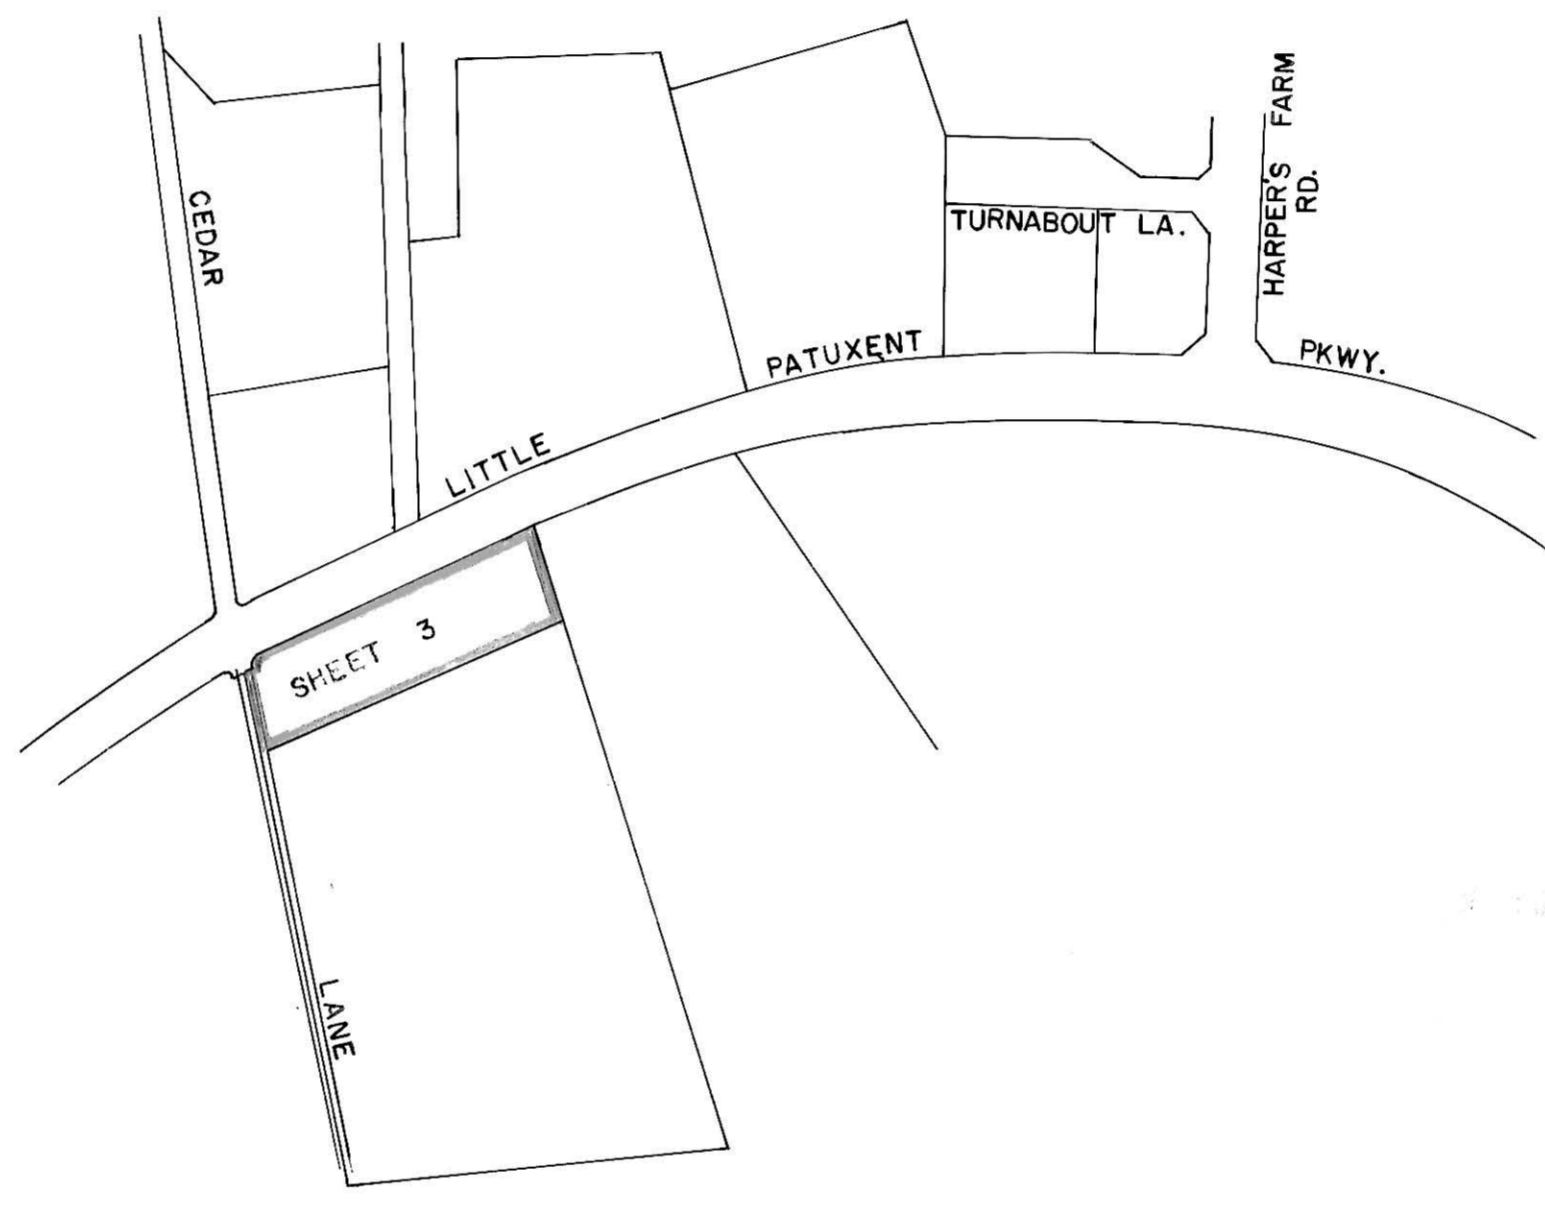 HARPER'S FARM
RD.
CEDAR
TURNABOUT LA.
LITTLE PATUXENT PKWY.
SHEET 3
LANE